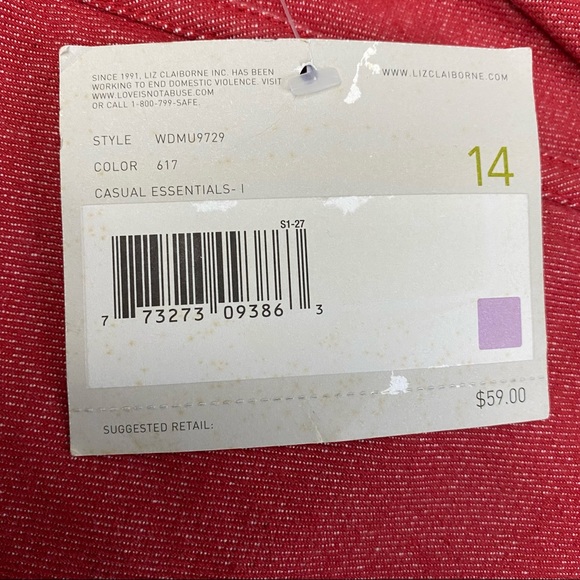 SINCE 1991, LIZ CLAIBORNE INC. HAS BEEN
WORKING TO END DOMESTIC VIOLENCE. VISIT
WWW.LOVEISNOTABUSE.COM
OR CALL 1-800-799-SAFE.
WWW.LIZCLAIBORNE.COM
STYLE WDMU9729
COLOR 617
14
CASUAL ESSENTIALS- I
S1-27
7 73273 09386 3
$59.00
SUGGESTED RETAIL: